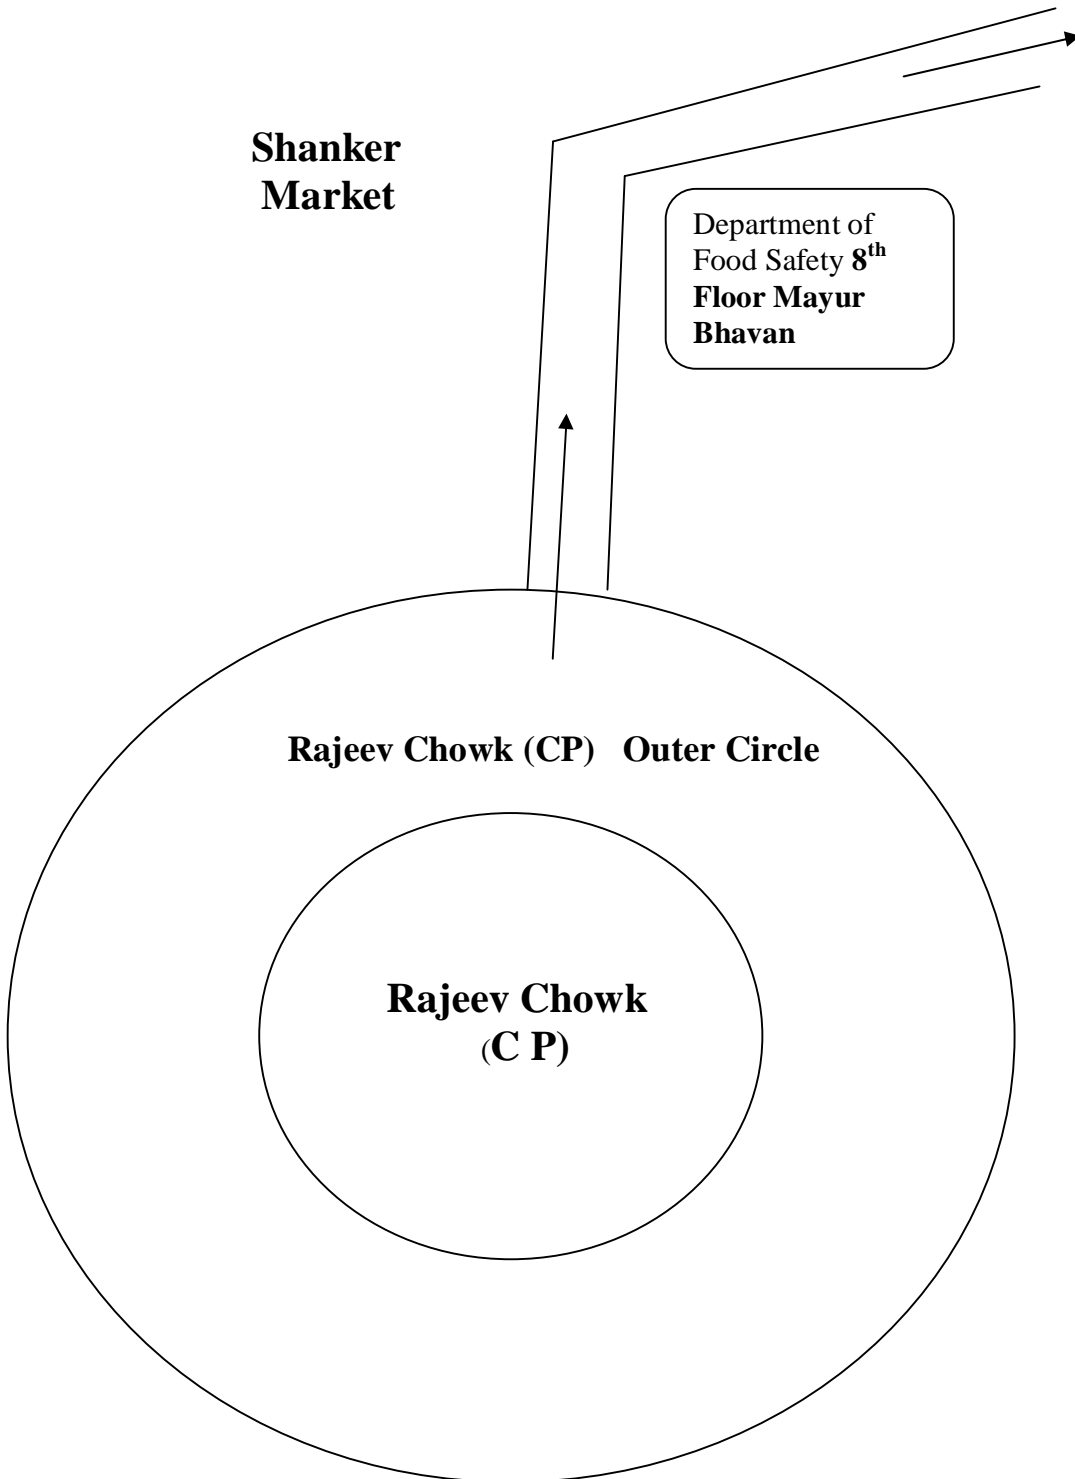 Shanker
Market
Department of
Food Safety 8th
Floor Mayur
Bhavan
Rajeev Chowk (CP) Outer Circle
Rajeev Chowk
(C P)